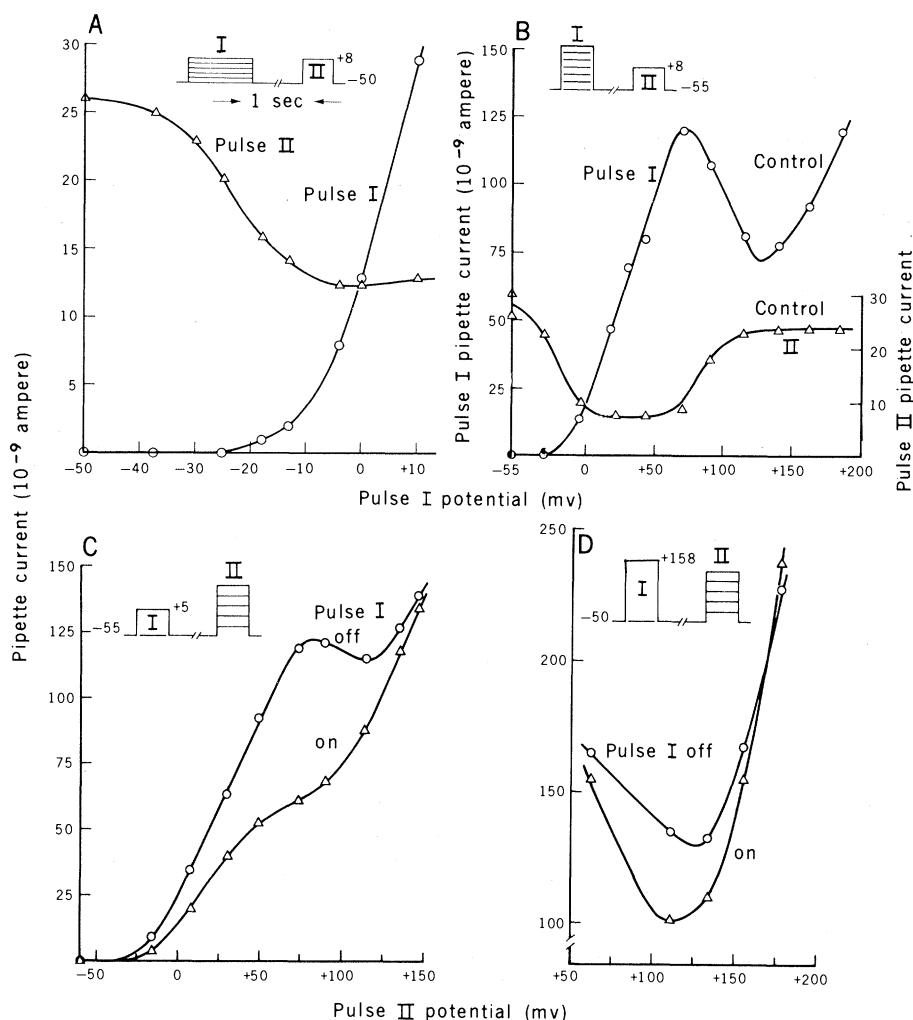 A
30
25
20
15
10
5
I
II
+8
−50
1 sec
Pulse II
Pulse I
−50
−40
−30
−20
−10
0
+10
B
150
125
100
75
50
25
I
II
+8
−55
Pulse I
Control
Control
II
30
20
10
−55
0
+50
+100
+150
+200
Pulse I pipette current (10⁻⁹ ampere)
Pulse II pipette current
Pulse I potential (mv)
Pipette current (10⁻⁹ ampere)
C
150
125
100
75
50
25
−55
I
+5
II
Pulse I
off
on
−50
0
+50
+100
+150
D
250
200
150
100
−50
I
+158
II
Pulse I off
on
+50
+100
+150
+200
Pulse II potential (mv)